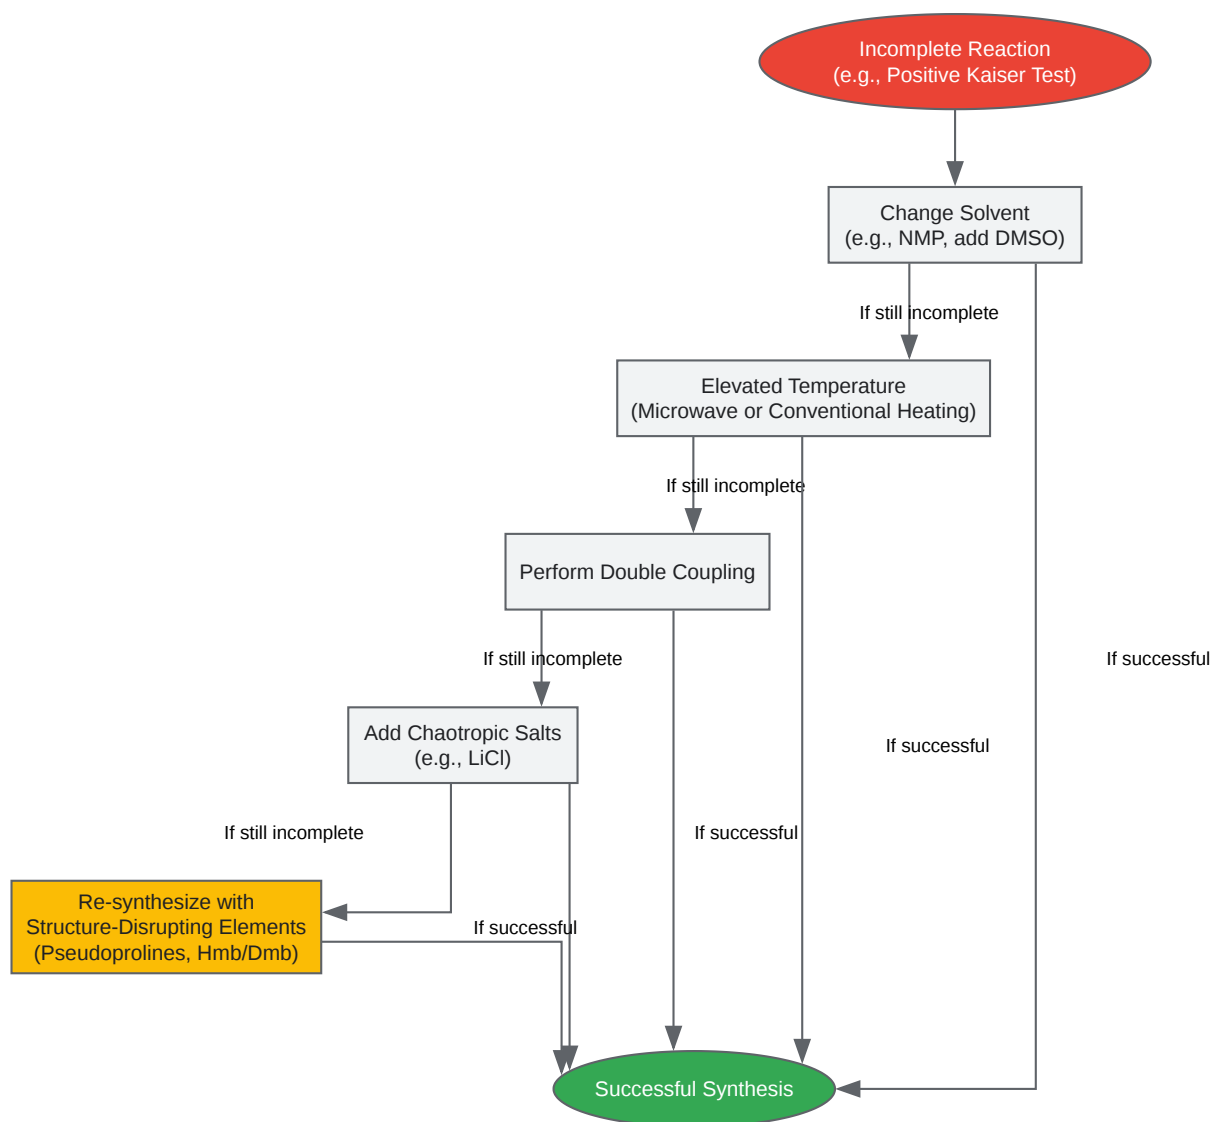 Incomplete Reaction
(e.g., Positive Kaiser Test)
Change Solvent
(e.g., NMP, add DMSO)
If still incomplete
Elevated Temperature
(Microwave or Conventional Heating)
If still incomplete
Perform Double Coupling
If still incomplete
If successful
Add Chaotropic Salts
(e.g., LiCl)
If successful
If still incomplete
If successful
Re-synthesize with
Structure-Disrupting Elements
(Pseudoprolines, Hmb/Dmb)
If successful
Successful Synthesis